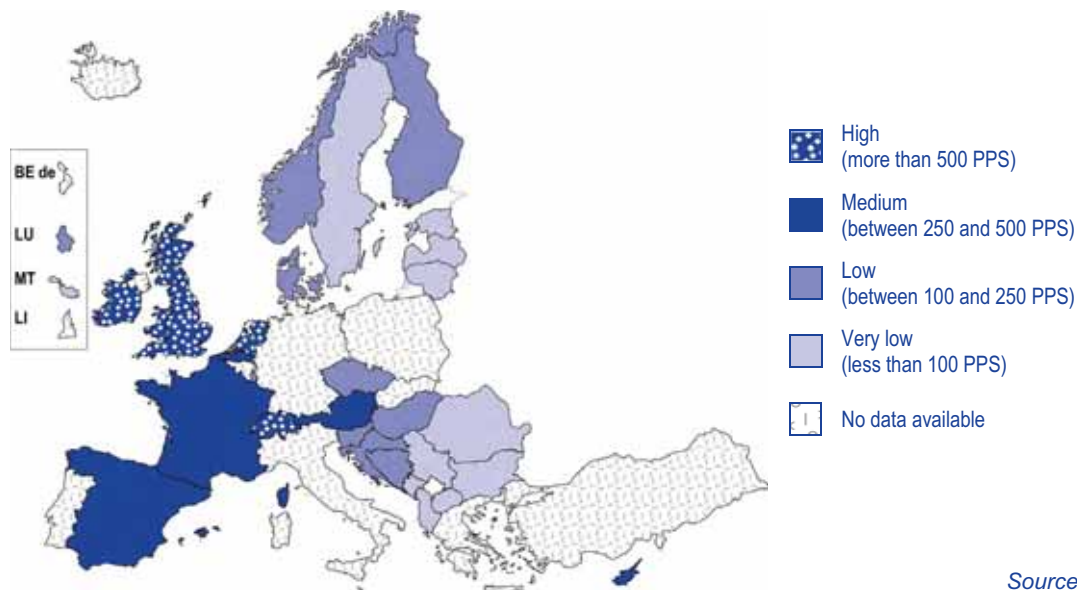 BE de
LU
MT
LI
High
(more than 500 PPS)
Medium
(between 250 and 500 PPS)
Low
(between 100 and 250 PPS)
Very low
(less than 100 PPS)
No data available
Source